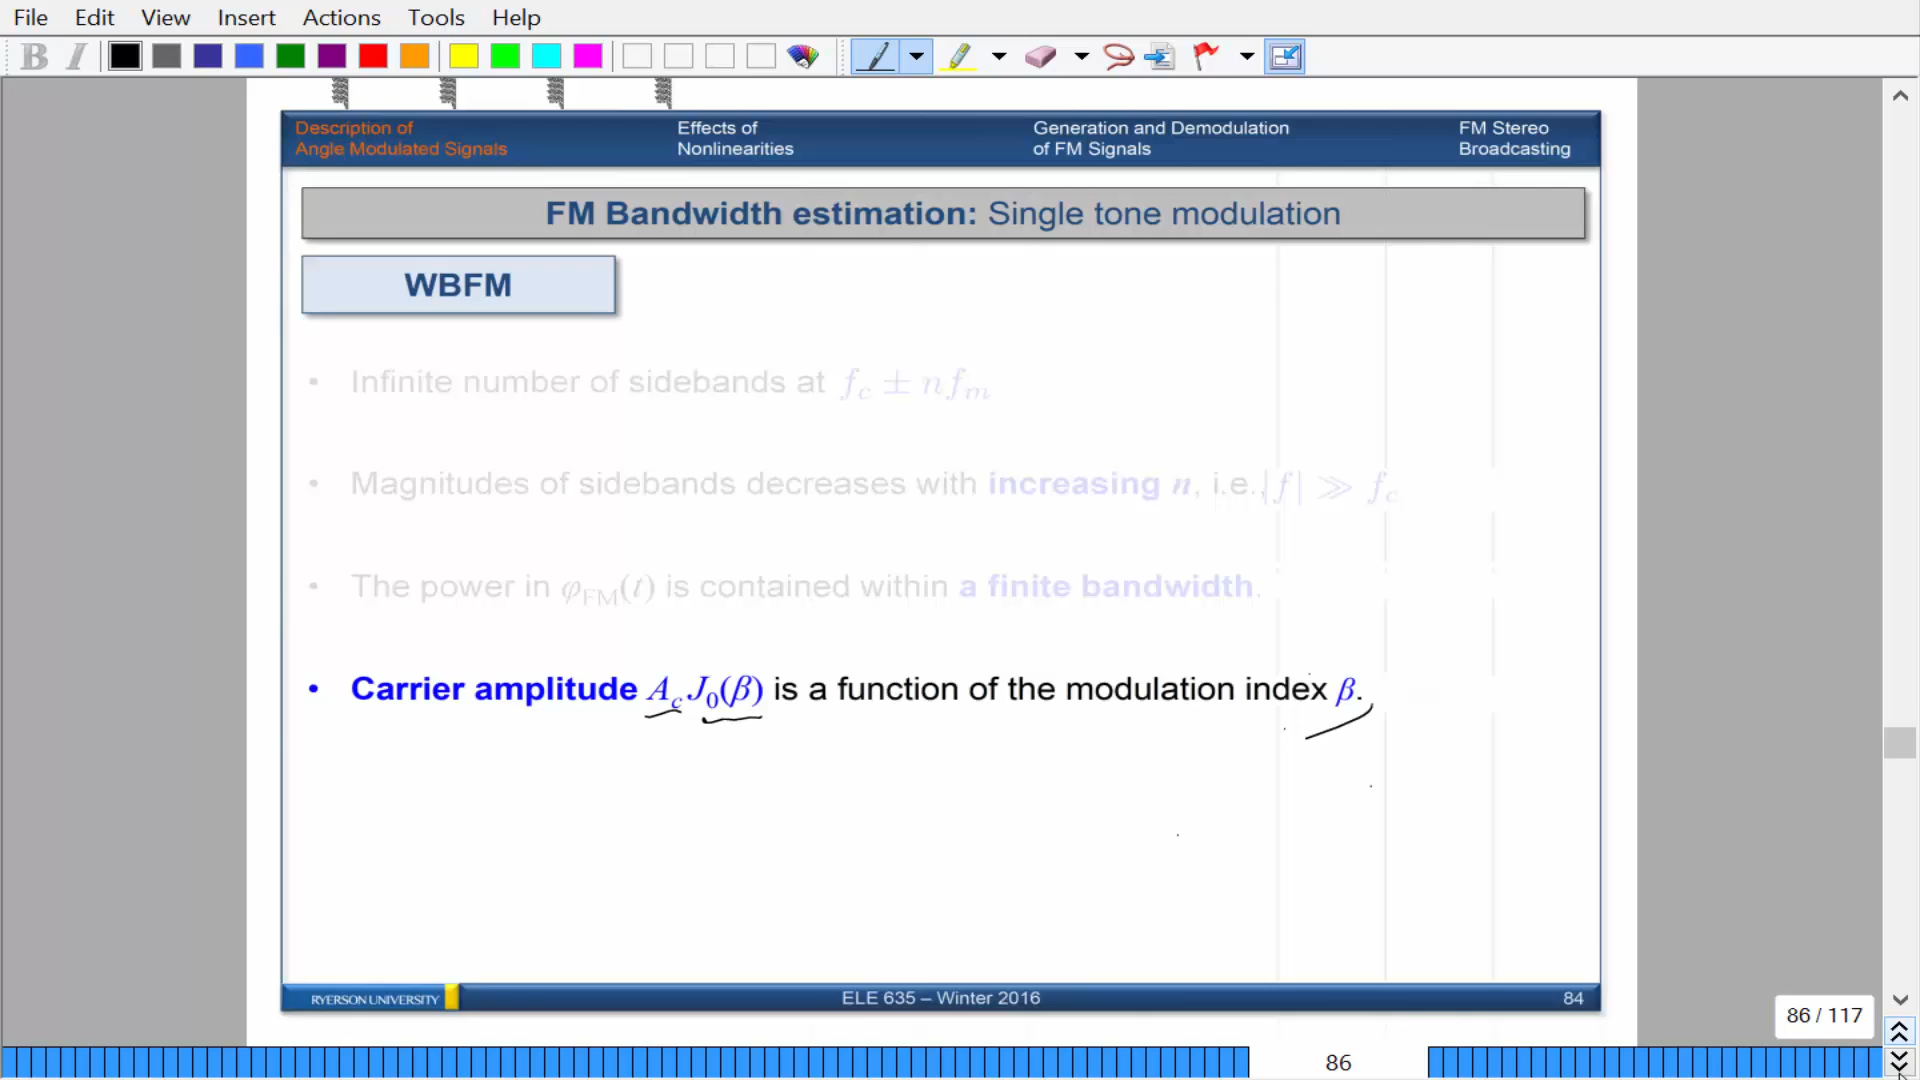 File Edit View Insert Actions Tools Help
B I
Description of
Angle Modulated Signals
Effects of
Nonlinearities
Generation and Demodulation
of FM Signals
FM Stereo
Broadcasting
FM Bandwidth estimation: Single tone modulation
WBFM
• Infinite number of sidebands at f_c ± nf_m
• Magnitudes of sidebands decreases with increasing n, i.e., |f| ≫ f_c
• The power in φ_FM(t) is contained within a finite bandwidth.
• Carrier amplitude A_c J_0(β) is a function of the modulation index β.
RYERSON UNIVERSITY
ELE 635 – Winter 2016
84
86 / 117
86